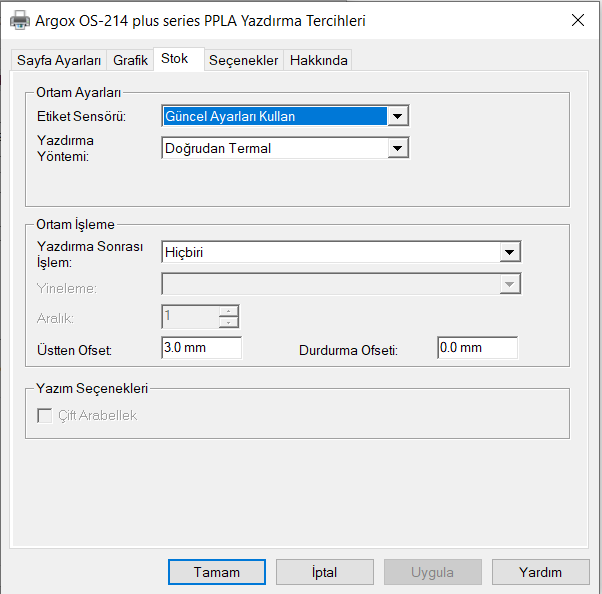 Argox OS-214 plus series PPLA Yazdırma Tercihleri
Sayfa Ayarları Grafik Stok Seçenekler Hakkında
Ortam Ayarları
Etiket Sensörü: Güncel Ayarları Kullan
Yazdırma
Yöntemi: Doğrudan Termal
Ortam İşleme
Yazdırma Sonrası
İşlem: Hiçbiri
Yineleme:
Aralık: 1
Üstten Ofset: 3.0 mm Durdurma Ofseti: 0.0 mm
Yazım Seçenekleri
Çift Arabellek
Tamam İptal Uygula Yardım